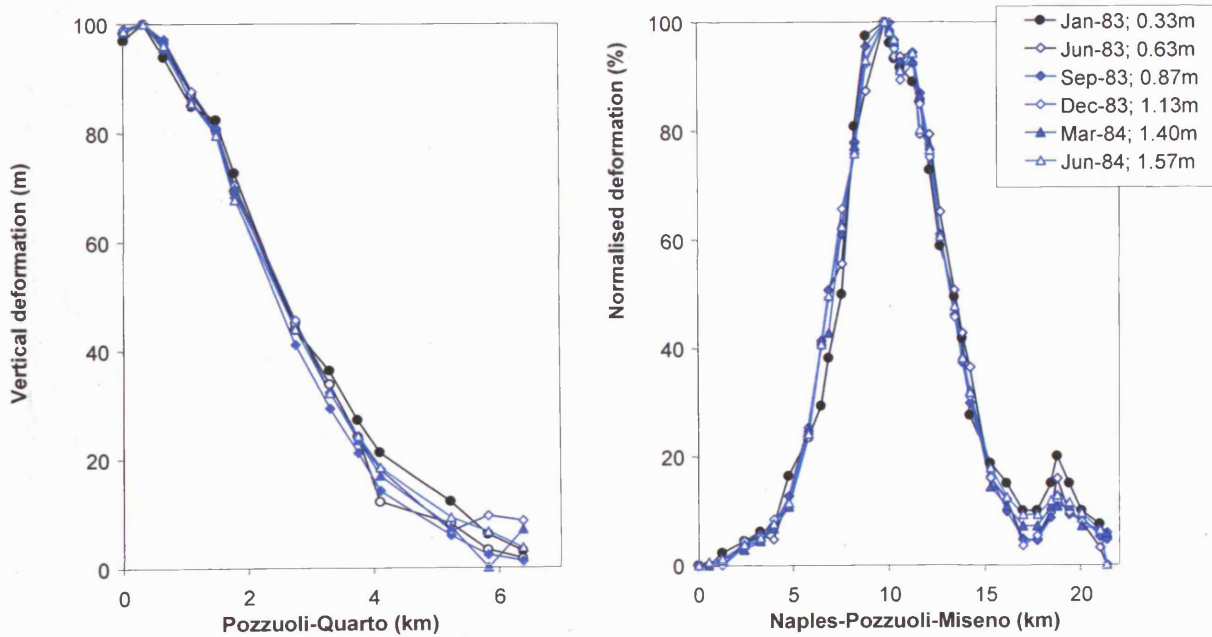 Vertical deformation (m)
100
80
60
40
20
0
0 2 4 6
Pozzuoli-Quarto (km)
Normalised deformation (%)
100
80
60
40
20
0
0 5 10 15 20
Naples-Pozzuoli-Miseno (km)
Jan-83; 0.33m
Jun-83; 0.63m
Sep-83; 0.87m
Dec-83; 1.13m
Mar-84; 1.40m
Jun-84; 1.57m